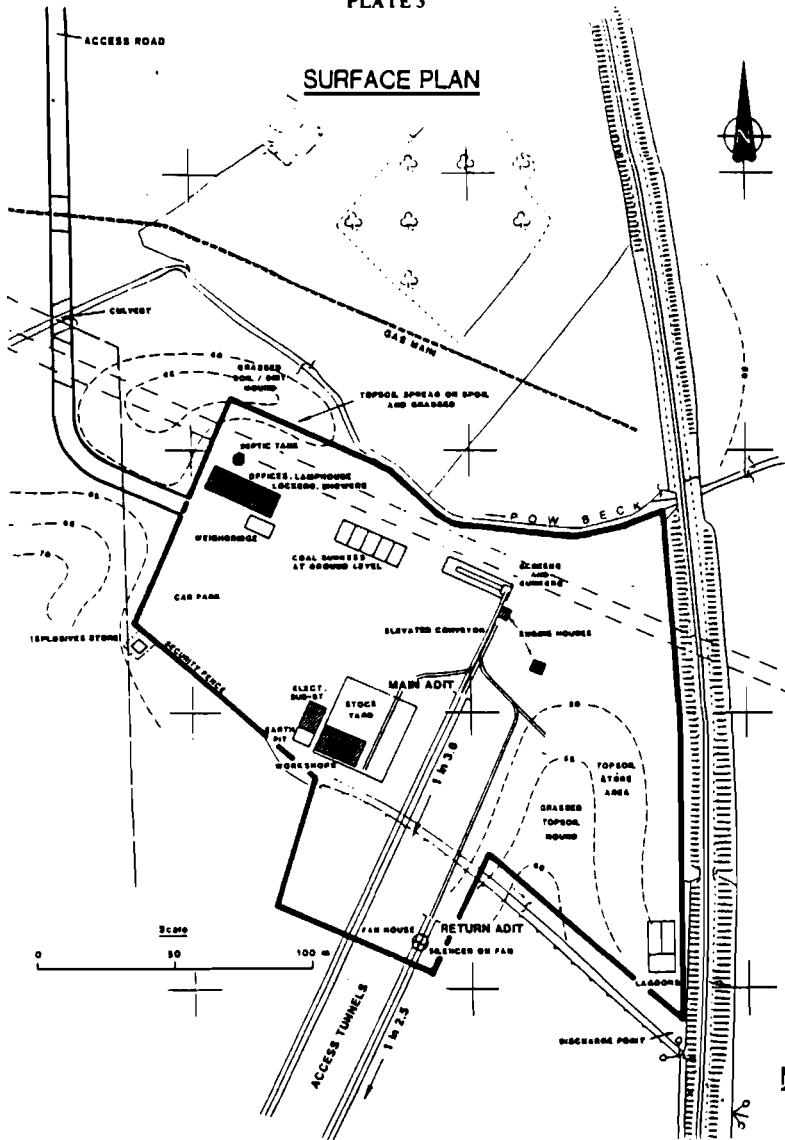 PLATE 3
ACCESS ROAD
SURFACE PLAN
N
CULVERT
GAS MAIN
GRASSED
SOIL / DIRT
MOUND
TOPSOIL SPREAD ON SPOIL
AND GRASSED
SEPTIC TANK
OFFICES, LAMPHOUSE
LOCKERS, SHOWERS
POW BECK
WEIGHBRIDGE
COAL BUNKERS
AT GROUND LEVEL
SCREENS
AND
BUNKERS
CAR PARK
ELEVATED CONVEYOR
ENGINE HOUSES
EXPLOSIVES STORE
SECURITY FENCE
MAIN ADIT
ELECT
SUB-ST
STOCK
YARD
EARTH
PIT
WORKSHOPS
1 in 3.8
TOPSOIL
STORE
AREA
GRASSED
TOPSOIL
MOUND
Scale
0 50 100 m
FAN HOUSE
RETURN ADIT
SILENCER ON FAN
LAGOONS
ACCESS TUNNELS
1 in 2.5
DISCHARGE POINT